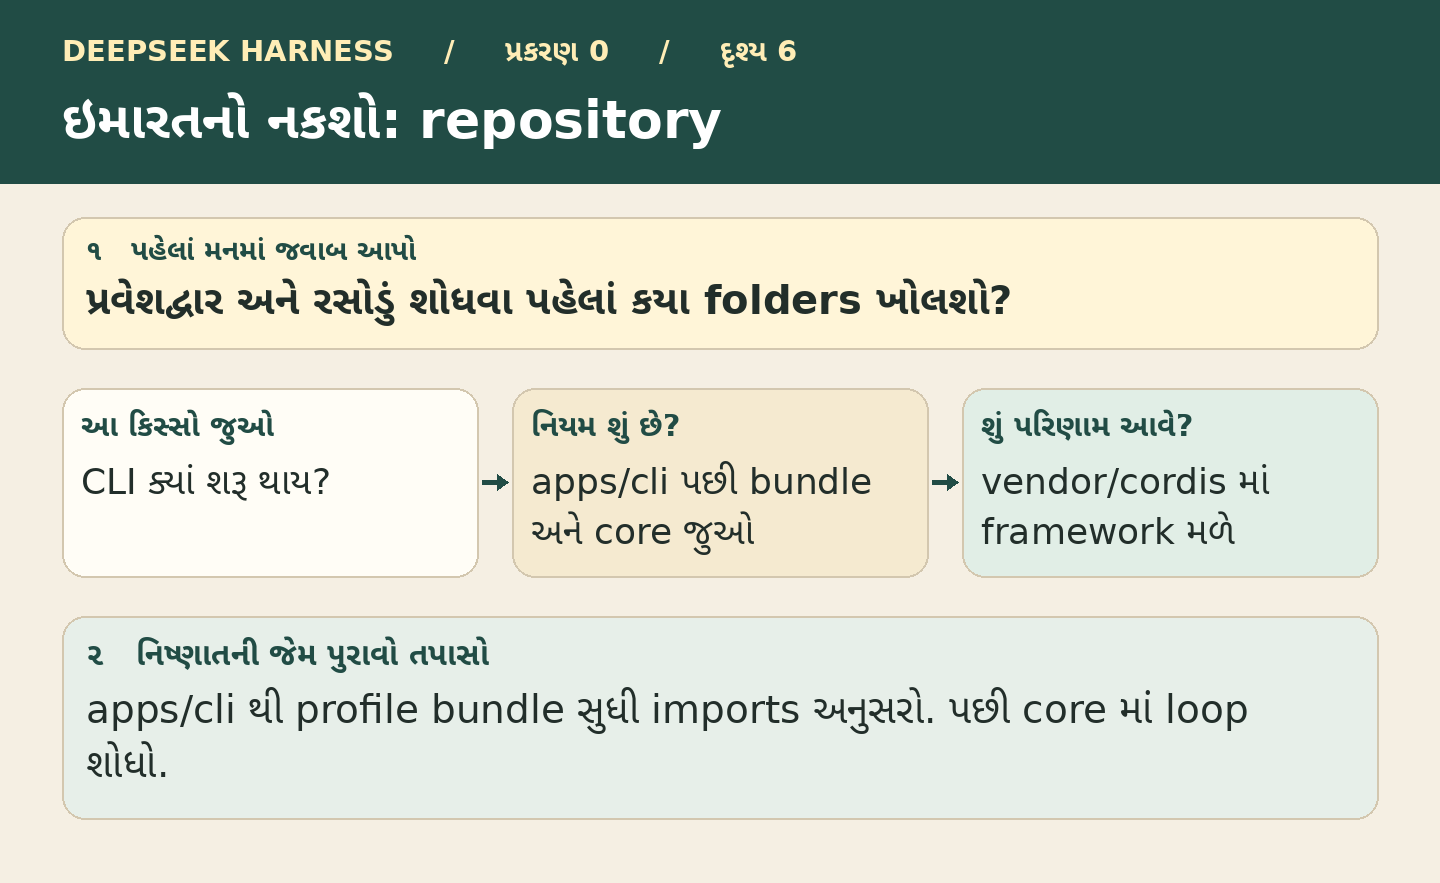 DEEPSEEK HARNESS / પ્રકરણ 0 / દૃશ્ય 6
ઇમારતનો નકશો: repository
૧ પહેલાં મનમાં જવાબ આપો
પ્રવેશદ્વાર અને રસોડું શોધવા પહેલાં કયા folders ખોલશો?
આ કિસ્સો જુઓ
CLI ક્યાં શરૂ થાય?
નિયમ શું છે?
apps/cli પછી bundle
અને core જુઓ
શું પરિણામ આવે?
vendor/cordis માં
framework મળે
૨ નિષ્ણાતની જેમ પુરાવો તપાસો
apps/cli થી profile bundle સુધી imports અનુસરો. પછી core માં loop
શોધો.